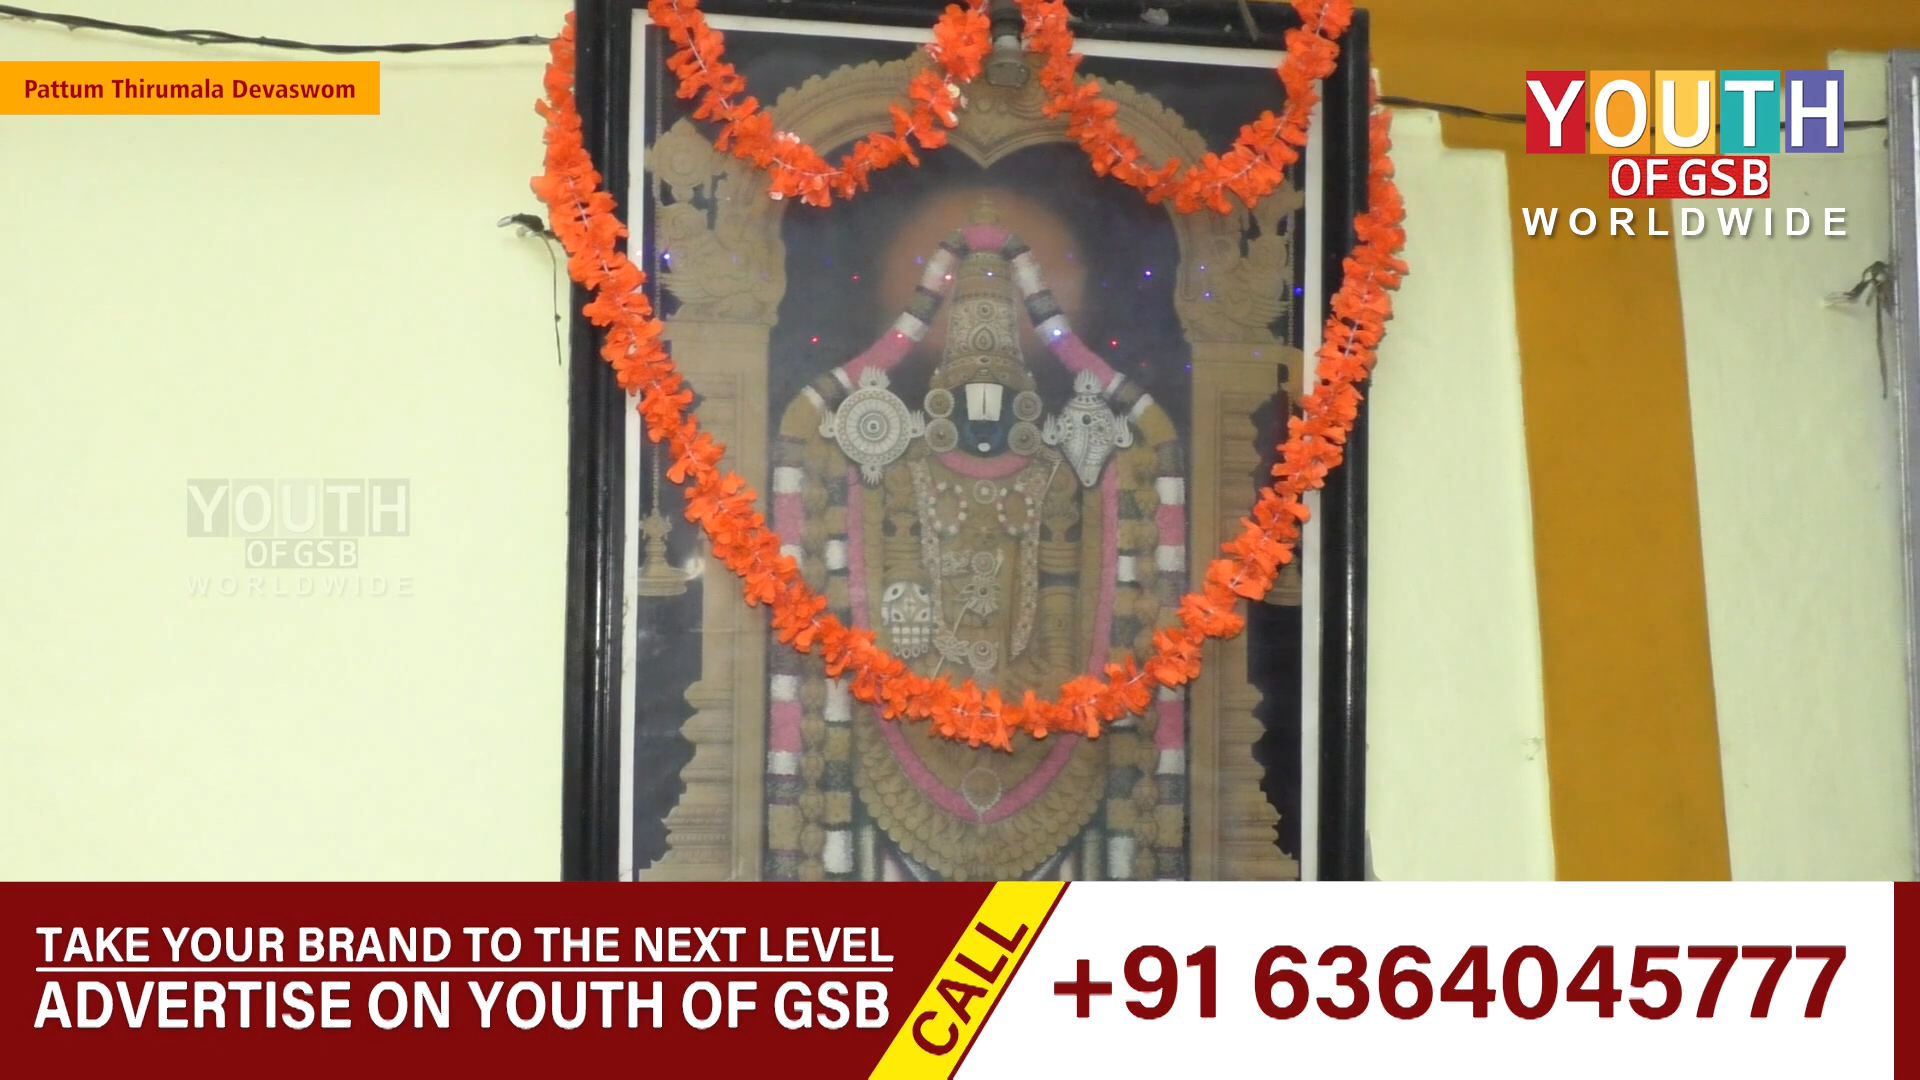 Pattum Thirumala Devaswom
YOUTH
OF GSB
WORLDWIDE
YOUTH
OF GSB
WORLDWIDE
TAKE YOUR BRAND TO THE NEXT LEVEL
ADVERTISE ON YOUTH OF GSB
CALL
+91 6364045777